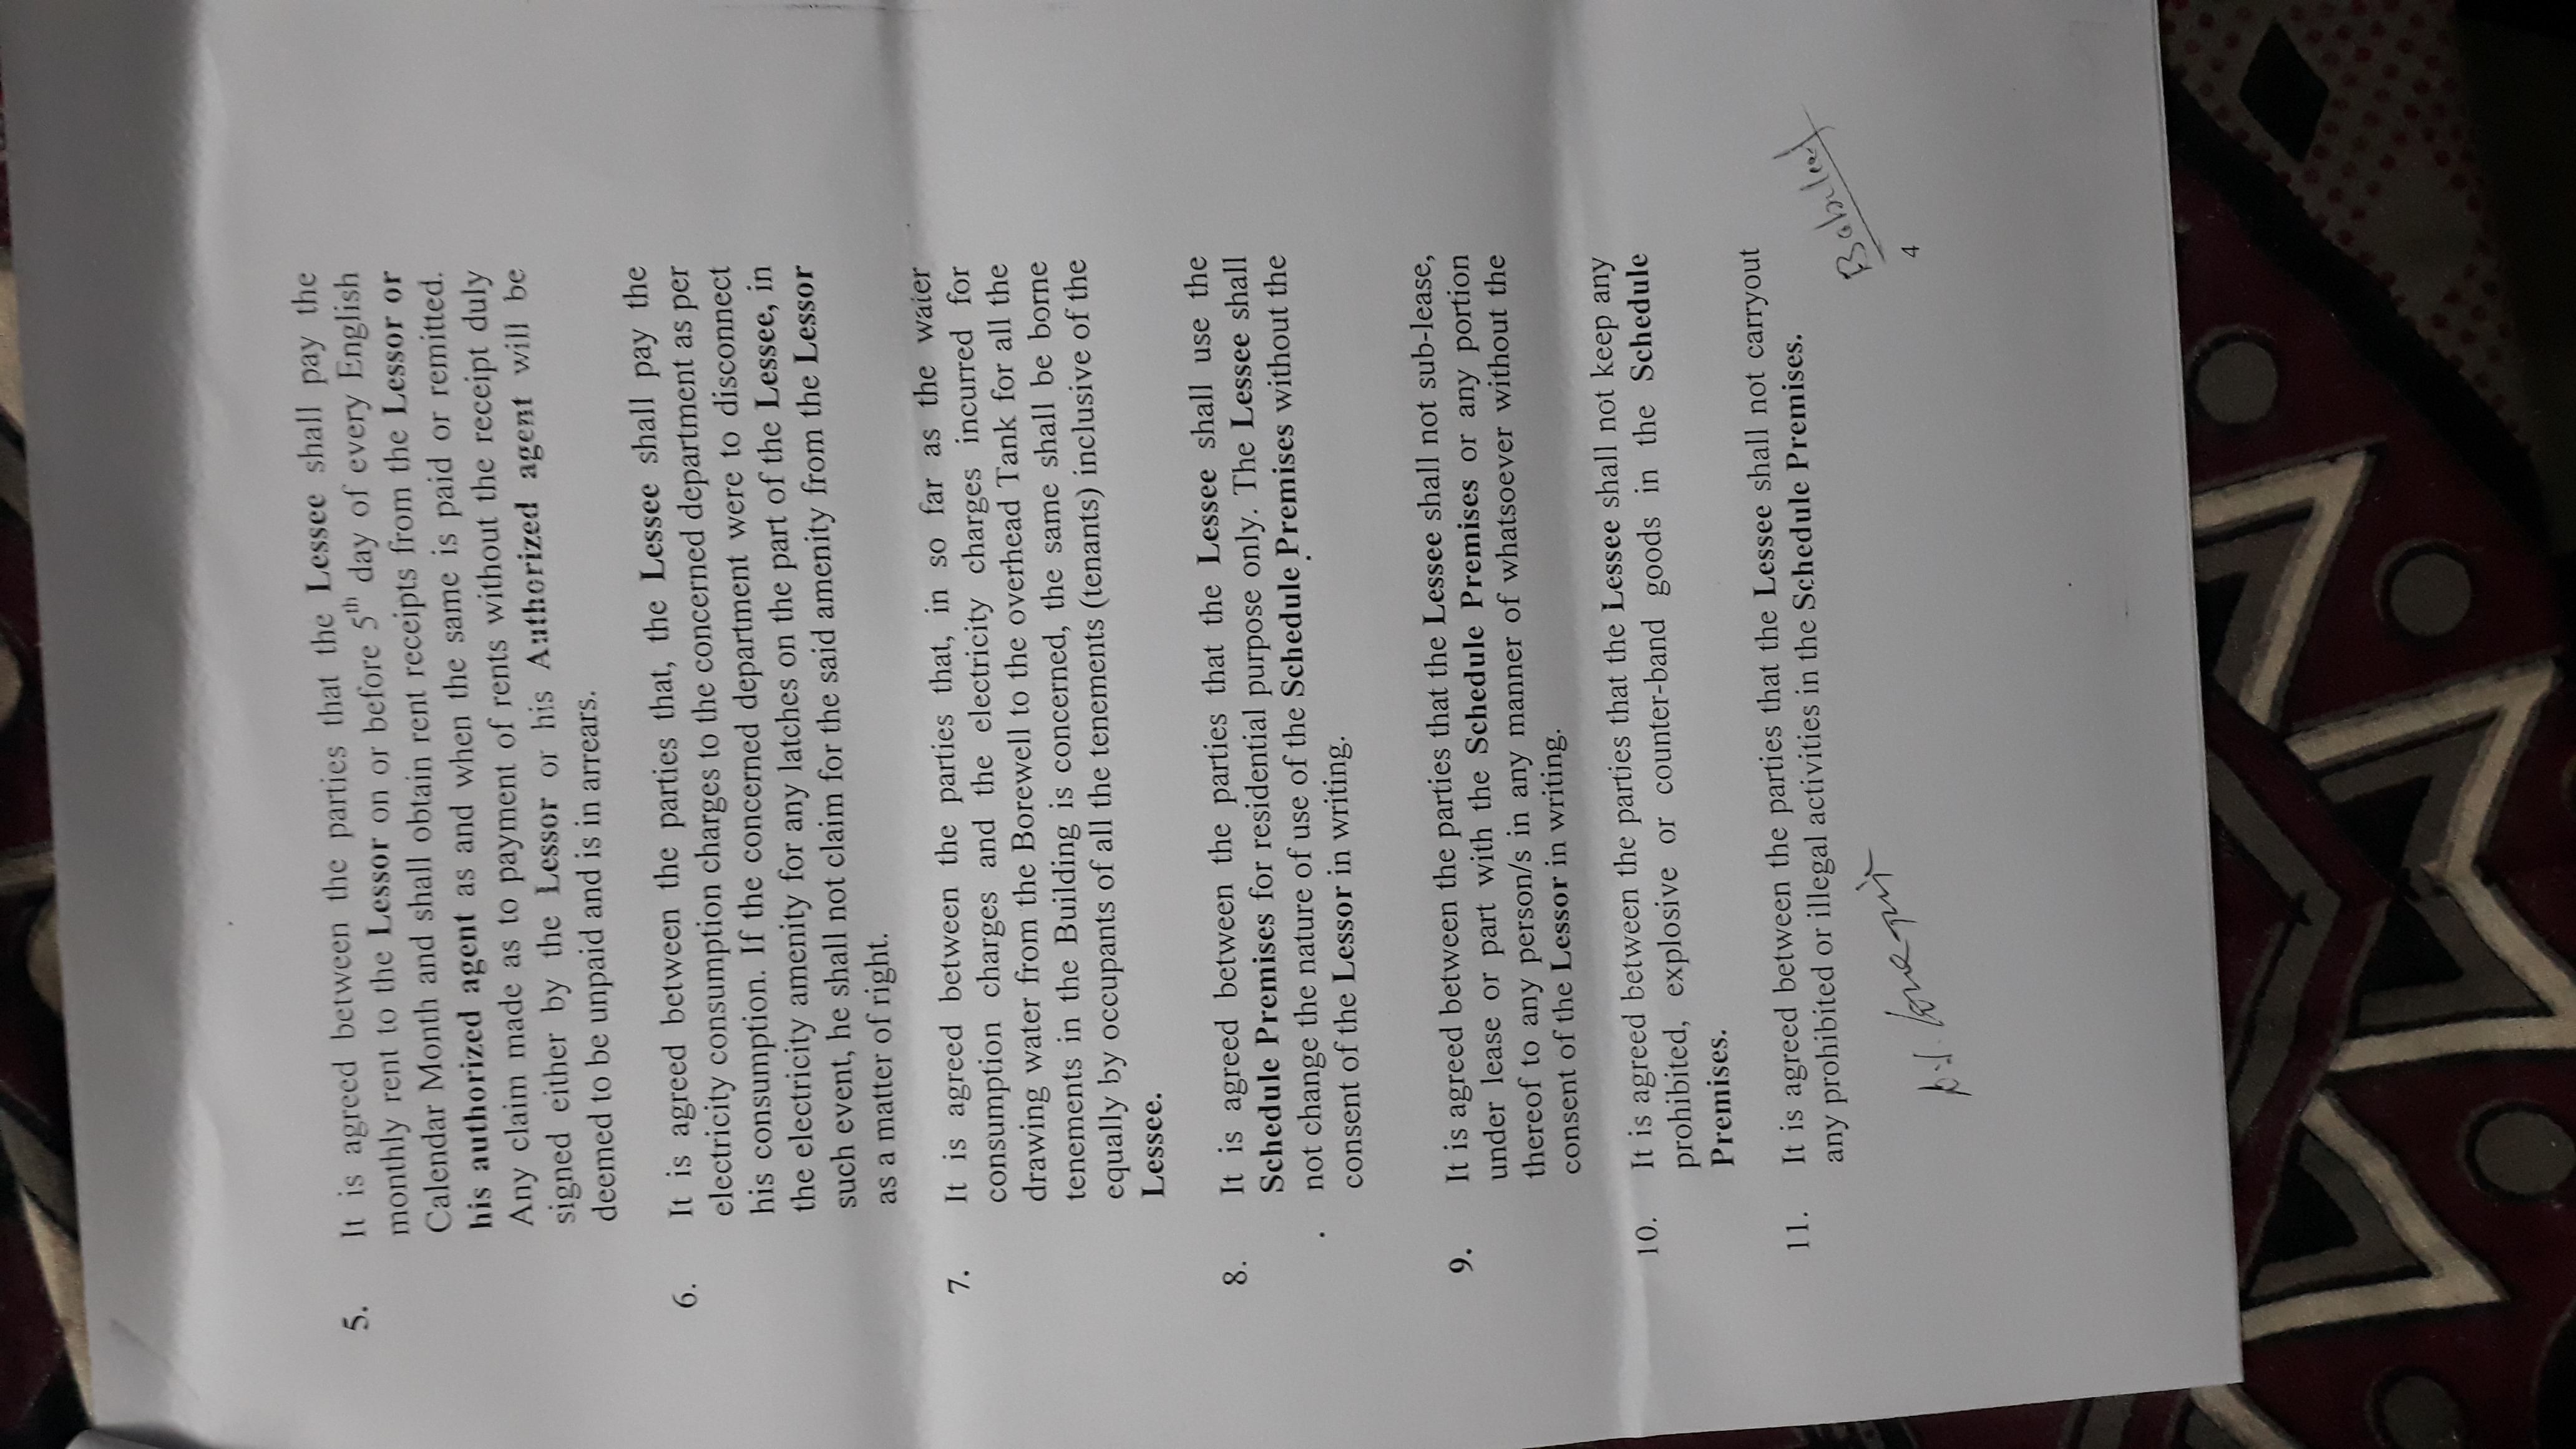 5. It is agreed between the parties that the Lessee shall pay the
monthly rent to the Lessor on or before 5th day of every English
Calendar Month and shall obtain rent receipts from the Lessor or
his authorized agent as and when the same is paid or remitted.
Any claim made as to payment of rents without the receipt duly
signed either by the Lessor or his Authorized agent will be
deemed to be unpaid and is in arrears.
6. It is agreed between the parties that, the Lessee shall pay the
electricity consumption charges to the concerned department as per
his consumption. If the concerned department were to disconnect
the electricity amenity for any latches on the part of the Lessee, in
such event, he shall not claim for the said amenity from the Lessor
as a matter of right.
7. It is agreed between the parties that, in so far as the water
consumption charges and the electricity charges incurred for
drawing water from the Borewell to the overhead Tank for all the
tenements in the Building is concerned, the same shall be borne
equally by occupants of all the tenements (tenants) inclusive of the
Lessee.
8. It is agreed between the parties that the Lessee shall use the
Schedule Premises for residential purpose only. The Lessee shall
not change the nature of use of the Schedule Premises without the
consent of the Lessor in writing.
9. It is agreed between the parties that the Lessee shall not sub-lease,
under lease or part with the Schedule Premises or any portion
thereof to any person/s in any manner of whatsoever without the
consent of the Lessor in writing.
10. It is agreed between the parties that the Lessee shall not keep any
prohibited, explosive or counter-band goods in the Schedule
Premises.
11. It is agreed between the parties that the Lessee shall not carryout
any prohibited or illegal activities in the Schedule Premises.
4